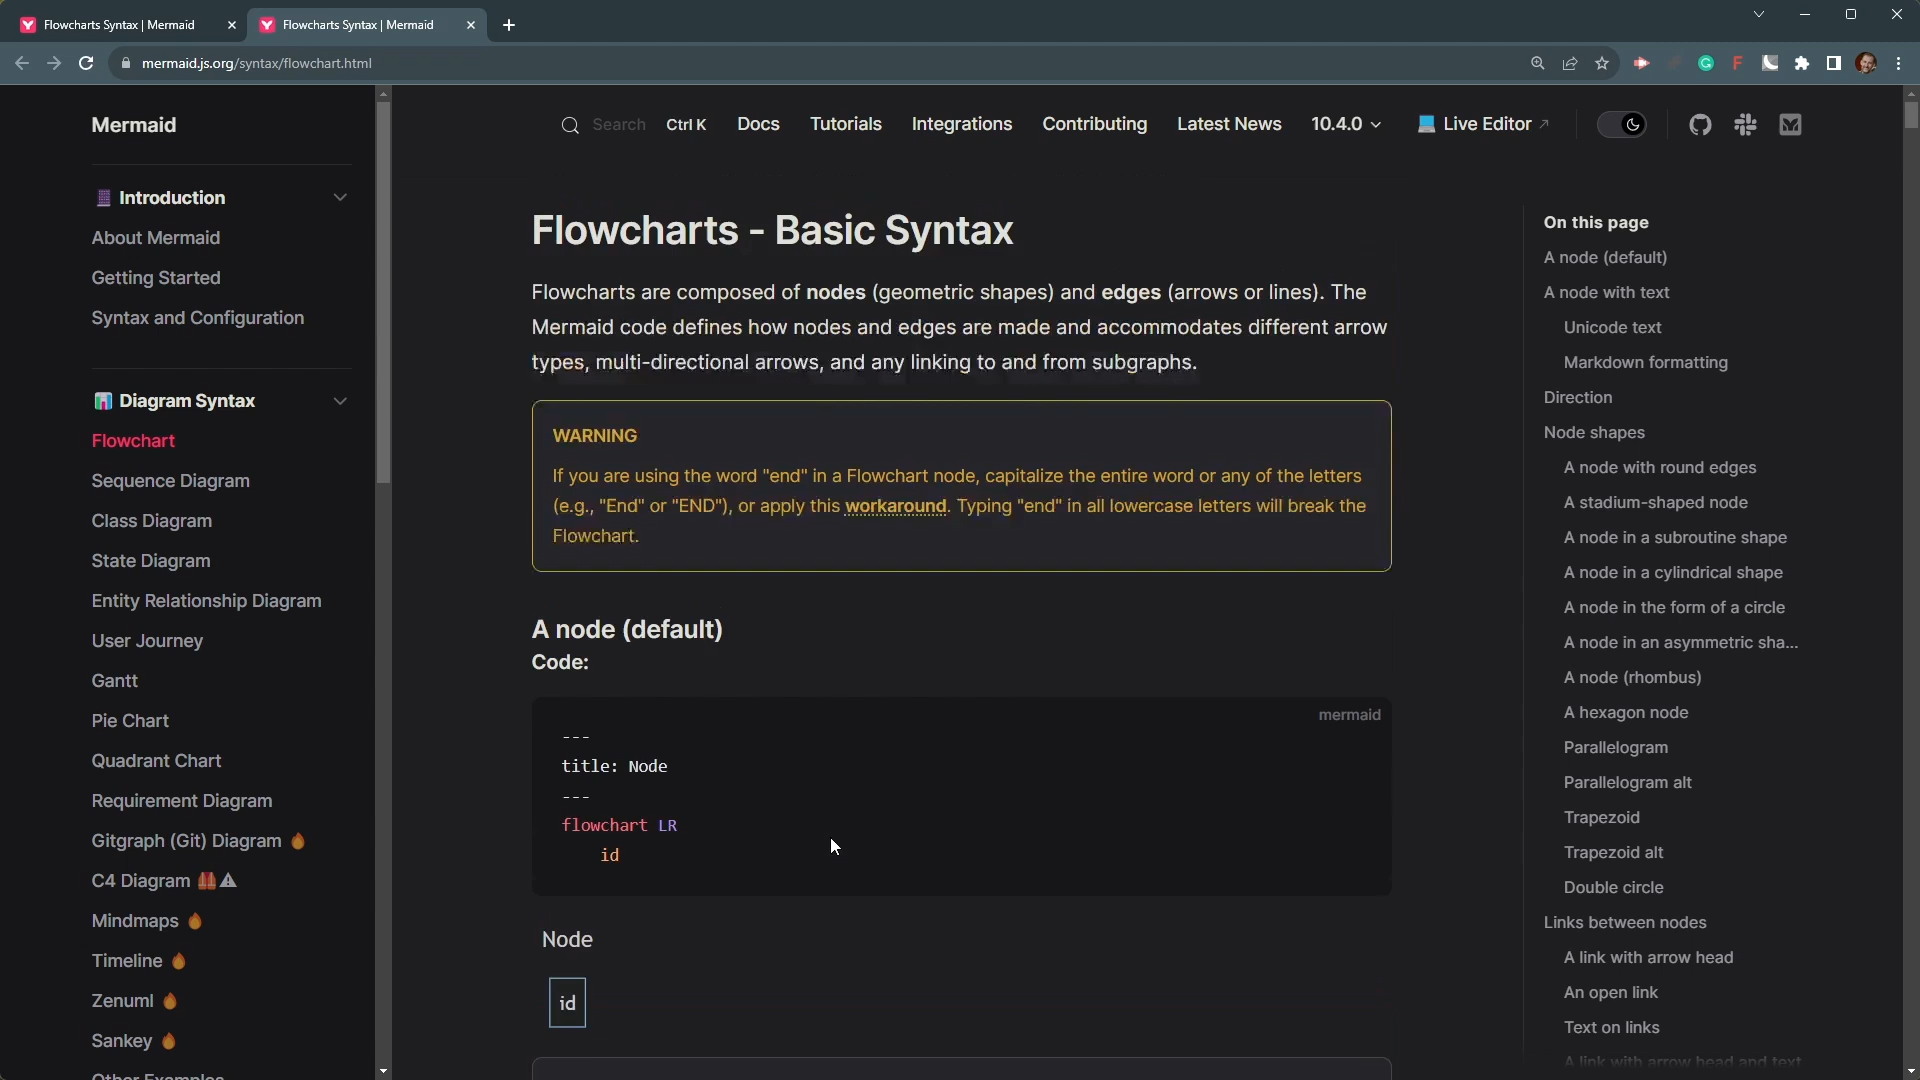 Flowcharts Syntax | Mermaid
Flowcharts Syntax | Mermaid
mermaid.js.org/syntax/flowchart.html
Mermaid
Search
Ctrl K
Docs
Tutorials
Integrations
Contributing
Latest News
10.4.0
Live Editor
Introduction
About Mermaid
Getting Started
Syntax and Configuration
Diagram Syntax
Flowchart
Sequence Diagram
Class Diagram
State Diagram
Entity Relationship Diagram
User Journey
Gantt
Pie Chart
Quadrant Chart
Requirement Diagram
Gitgraph (Git) Diagram 🔥
C4 Diagram 🦺⚠️
Mindmaps 🔥
Timeline 🔥
Zenuml 🔥
Sankey 🔥
Other Examples
Flowcharts - Basic Syntax
Flowcharts are composed of nodes (geometric shapes) and edges (arrows or lines). The
Mermaid code defines how nodes and edges are made and accommodates different arrow
types, multi-directional arrows, and any linking to and from subgraphs.
WARNING
If you are using the word "end" in a Flowchart node, capitalize the entire word or any of the letters
(e.g., "End" or "END"), or apply this workaround. Typing "end" in all lowercase letters will break the
Flowchart.
A node (default)
Code:
mermaid
---
title: Node
---
flowchart LR
id
Node
id
On this page
A node (default)
A node with text
Unicode text
Markdown formatting
Direction
Node shapes
A node with round edges
A stadium-shaped node
A node in a subroutine shape
A node in a cylindrical shape
A node in the form of a circle
A node in an asymmetric sha...
A node (rhombus)
A hexagon node
Parallelogram
Parallelogram alt
Trapezoid
Trapezoid alt
Double circle
Links between nodes
A link with arrow head
An open link
Text on links
A link with arrow head and text